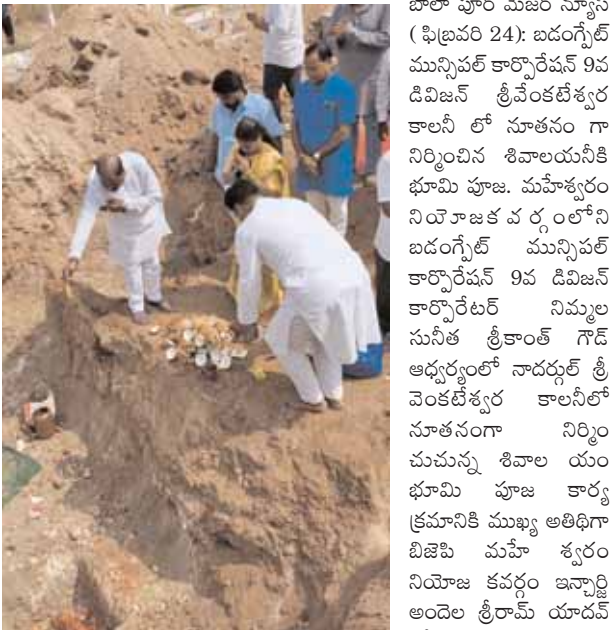 బాలా పూర్ మేజర్ న్యూస్
( ఫిబ్రవరి 24): బడంగ్పేట్
మున్సిపల్ కార్పొరేషన్ 9వ
డివిజన్ శ్రీవేంకటేశ్వర
కాలనీ లో నూతనం గా
నిర్మించిన శివాలయనీకి
భూమి పూజ. మహేశ్వరం
నియోజక వ ర్గంలోని
బడంగ్పేట్ మున్సిపల్
కార్పొరేషన్ 9వ డివిజన్
కార్పొరేటర్ నిమ్మల
సునీత శ్రీకాంత్ గౌడ్
ఆధ్వర్యంలో నాదర్గుల్ శ్రీ
వెంకటేశ్వర కాలనీలో
నూతనంగా నిర్మిం
చుచున్న శివాల యం
భూమి పూజ కార్య
క్రమానికి ముఖ్య అతిథిగా
బిజెపి మహే శ్వరం
నియోజ కవర్గం ఇన్చార్జి
అందెల శ్రీరామ్ యాదవ్